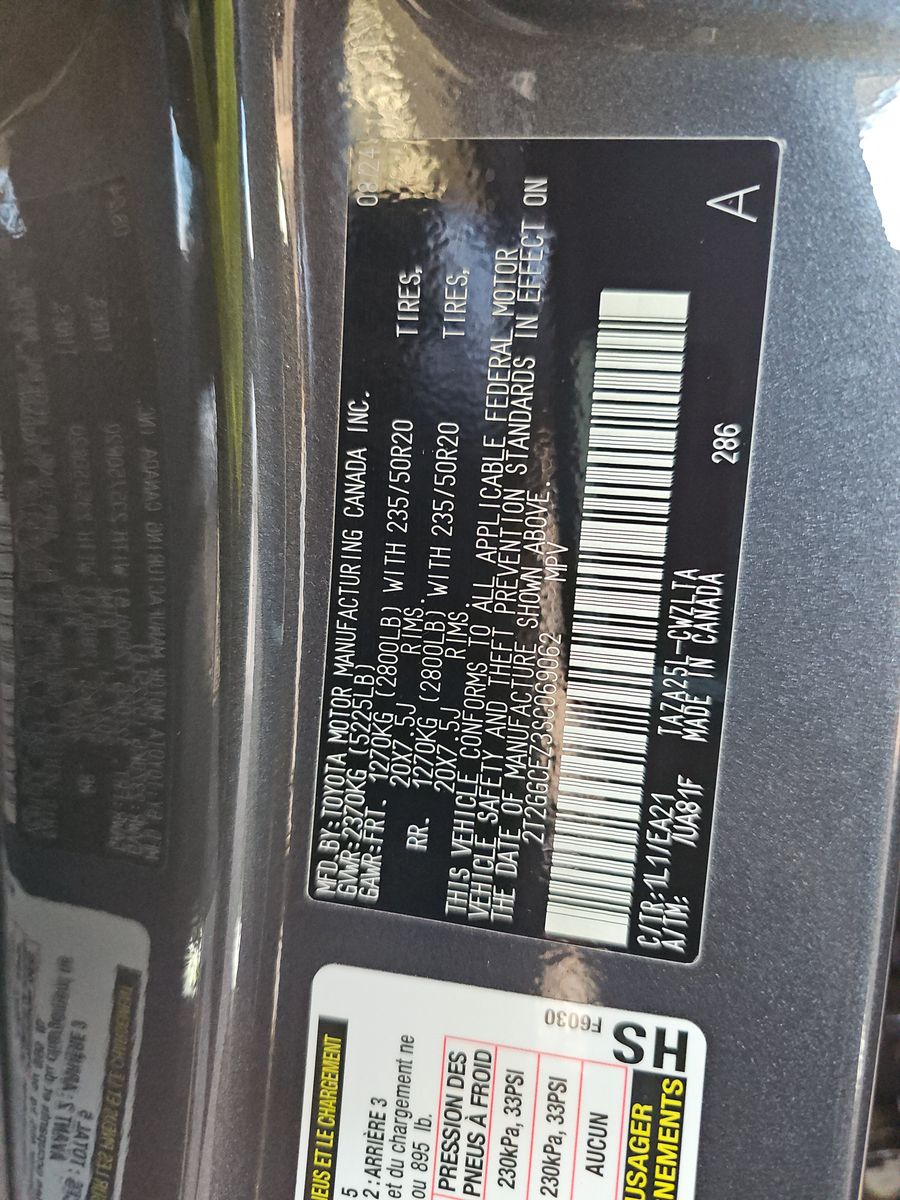 MFD. BY: TOYOTA MOTOR MANUFACTURING CANADA INC. 08/24
GVWR: 2370KG (5225LB)
GAWR: FRT. 1270KG (2800LB) WITH 235/50R20 TIRES,
20X7.5J RIMS.
RR. 1270KG (2800LB) WITH 235/50R20 TIRES,
20X7.5J RIMS.
THIS VEHICLE CONFORMS TO ALL APPLICABLE FEDERAL MOTOR
VEHICLE SAFETY AND THEFT PREVENTION STANDARDS IN EFFECT ON
THE DATE OF MANUFACTURE SHOWN ABOVE.
2T2GGCEZ3SC069062 MPV
C/TR: 1L1/EA21 TAZA25L-CWZLTA
A/TM: /UA81F MADE IN CANADA 286 A
EUS ET LE CHARGEMENT
5
2 : ARRIÈRE 3
et du chargement ne
ou 895 lb.
PRESSION DES
PNEUS À FROID
230kPa, 33PSI
230kPa, 33PSI
AUCUN
F6030
HS
USAGER
NEMENTS